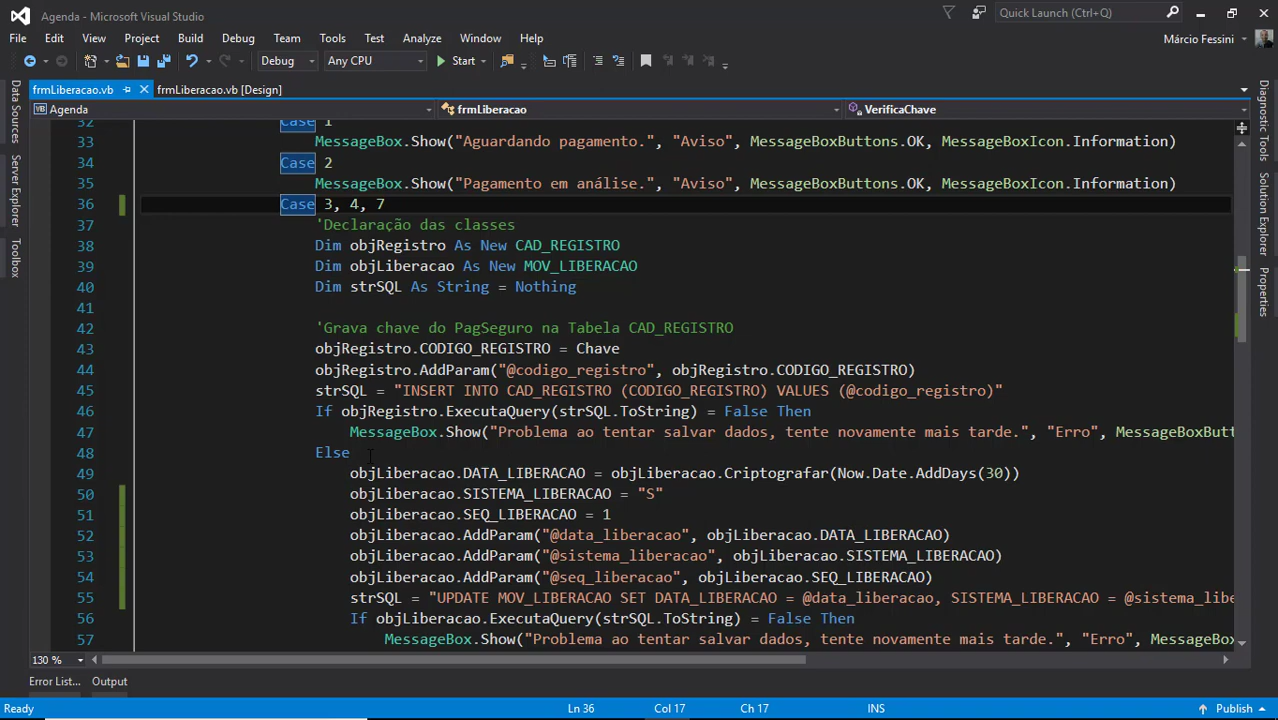 Agenda - Microsoft Visual Studio
Quick Launch (Ctrl+Q)
File Edit View Project Build Debug Team Tools Test Analyze Window Help
Márcio Fessini
Debug Any CPU Start
frmLiberacao.vb frmLiberacao.vb [Design]
Agenda frmLiberacao VerificaChave
Data Sources
Server Explorer
Toolbox
Diagnostic Tools
Solution Explorer
Properties
32 Case 1
33 MessageBox.Show("Aguardando pagamento.", "Aviso", MessageBoxButtons.OK, MessageBoxIcon.Information)
34 Case 2
35 MessageBox.Show("Pagamento em análise.", "Aviso", MessageBoxButtons.OK, MessageBoxIcon.Information)
36 Case 3, 4, 7
37 'Declaração das classes
38 Dim objRegistro As New CAD_REGISTRO
39 Dim objLiberacao As New MOV_LIBERACAO
40 Dim strSQL As String = Nothing
41
42 'Grava chave do PagSeguro na Tabela CAD_REGISTRO
43 objRegistro.CODIGO_REGISTRO = Chave
44 objRegistro.AddParam("@codigo_registro", objRegistro.CODIGO_REGISTRO)
45 strSQL = "INSERT INTO CAD_REGISTRO (CODIGO_REGISTRO) VALUES (@codigo_registro)"
46 If objRegistro.ExecutaQuery(strSQL.ToString) = False Then
47 MessageBox.Show("Problema ao tentar salvar dados, tente novamente mais tarde.", "Erro", MessageBoxButt
48 Else
49 objLiberacao.DATA_LIBERACAO = objLiberacao.Criptografar(Now.Date.AddDays(30))
50 objLiberacao.SISTEMA_LIBERACAO = "S"
51 objLiberacao.SEQ_LIBERACAO = 1
52 objLiberacao.AddParam("@data_liberacao", objLiberacao.DATA_LIBERACAO)
53 objLiberacao.AddParam("@sistema_liberacao", objLiberacao.SISTEMA_LIBERACAO)
54 objLiberacao.AddParam("@seq_liberacao", objLiberacao.SEQ_LIBERACAO)
55 strSQL = "UPDATE MOV_LIBERACAO SET DATA_LIBERACAO = @data_liberacao, SISTEMA_LIBERACAO = @sistema_libe
56 If objLiberacao.ExecutaQuery(strSQL.ToString) = False Then
57 MessageBox.Show("Problema ao tentar salvar dados, tente novamente mais tarde.", "Erro", MessageBox
130 %
Error List Output
Ready Ln 36 Col 17 Ch 17 INS Publish